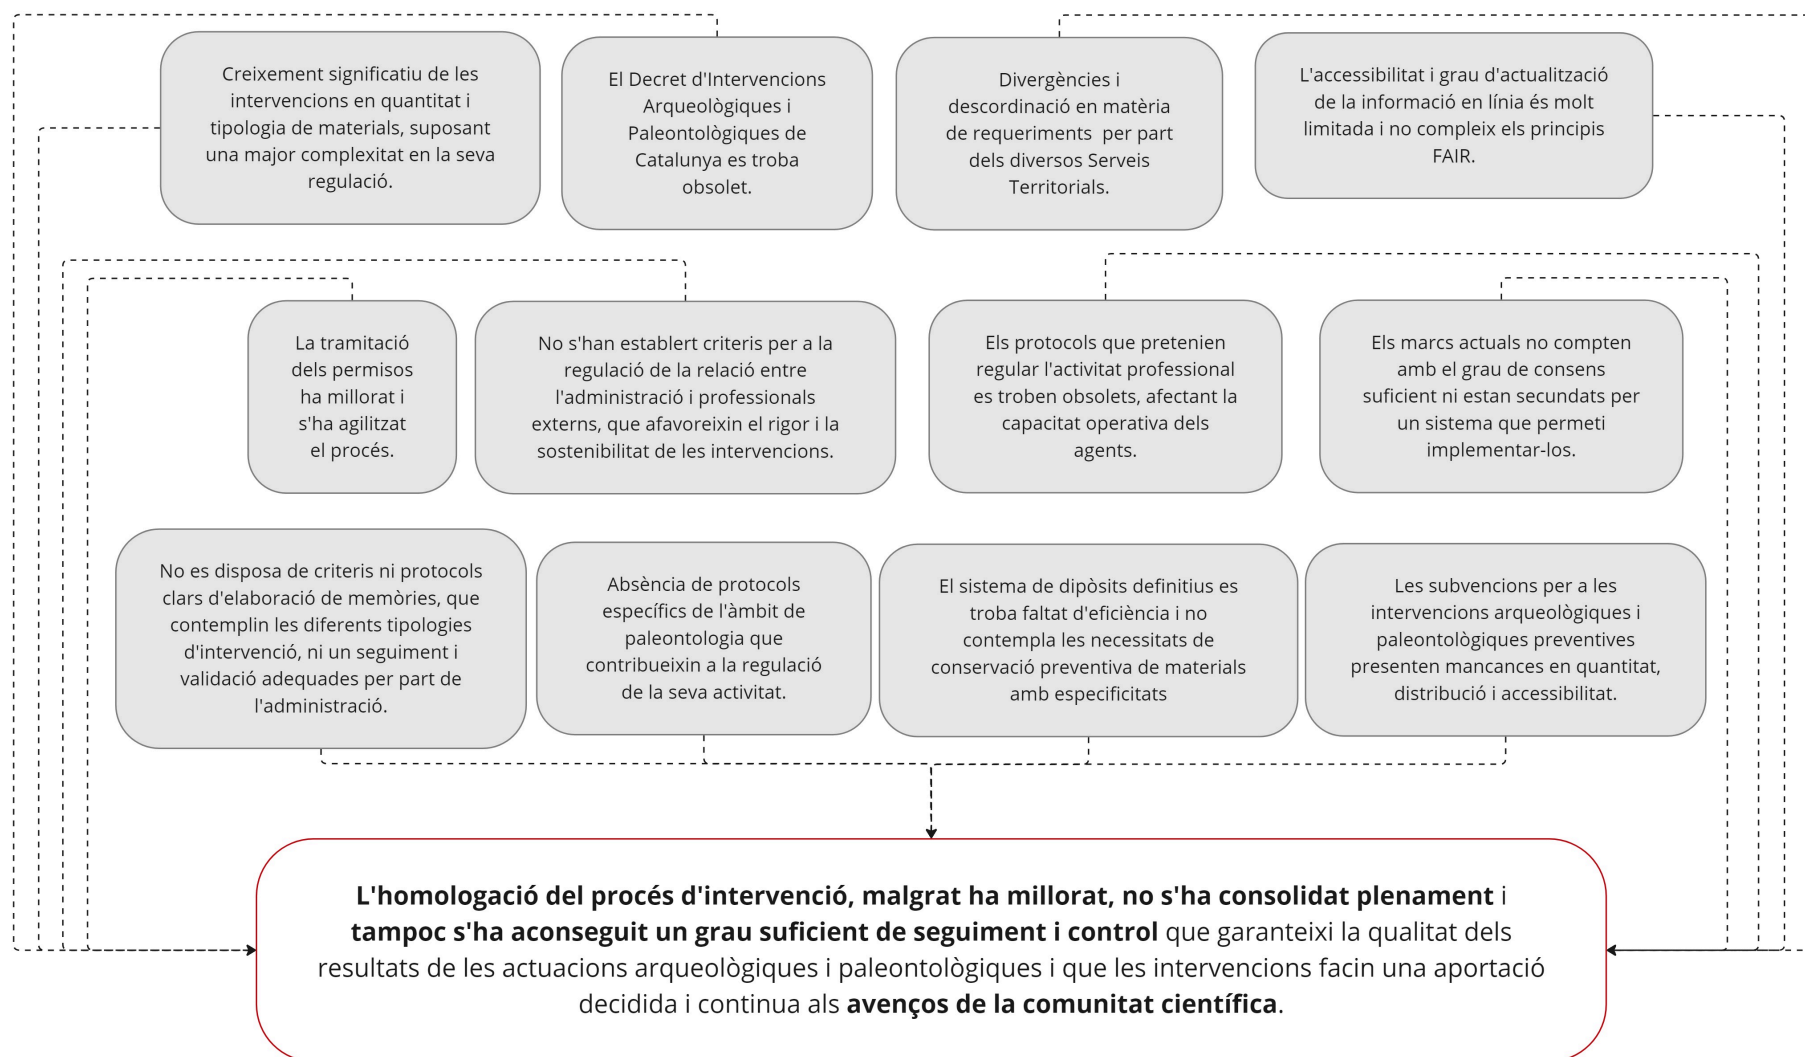 Creixement significatiu de les
intervencions en quantitat i
tipologia de materials, suposant
una major complexitat en la seva
regulació.
El Decret d'Intervencions
Arqueològiques i
Paleontològiques de
Catalunya es troba
obsolet.
Divergències i
descordinació en matèria
de requeriments per part
dels diversos Serveis
Territorials.
L'accessibilitat i grau d'actualització
de la informació en línia és molt
limitada i no compleix els principis
FAIR.
La tramitació
dels permisos
ha millorat i
s'ha agilitzat
el procés.
No s'han establert criteris per a la
regulació de la relació entre
l'administració i professionals
externs, que afavoreixin el rigor i la
sostenibilitat de les intervencions.
Els protocols que pretenien
regular l'activitat professional
es troben obsolets, afectant la
capacitat operativa dels
agents.
Els marcs actuals no compten
amb el grau de consens
suficient ni estan secundats per
un sistema que permeti
implementar-los.
No es disposa de criteris ni protocols
clars d'elaboració de memòries, que
contemplin les diferents tipologies
d'intervenció, ni un seguiment i
validació adequades per part de
l'administració.
Absència de protocols
específics de l'àmbit de
paleontologia que
contribueixin a la regulació
de la seva activitat.
El sistema de dipòsits definitius es
troba faltat d'eficiència i no
contempla les necessitats de
conservació preventiva de materials
amb especificitats
Les subvencions per a les
intervencions arqueològiques i
paleontològiques preventives
presenten mancances en quantitat,
distribució i accessibilitat.
L'homologació del procés d'intervenció, malgrat ha millorat, no s'ha consolidat plenament i
tampoc s'ha aconseguit un grau suficient de seguiment i control que garanteixi la qualitat dels
resultats de les actuacions arqueològiques i paleontològiques i que les intervencions facin una aportació
decidida i continua als avenços de la comunitat científica.